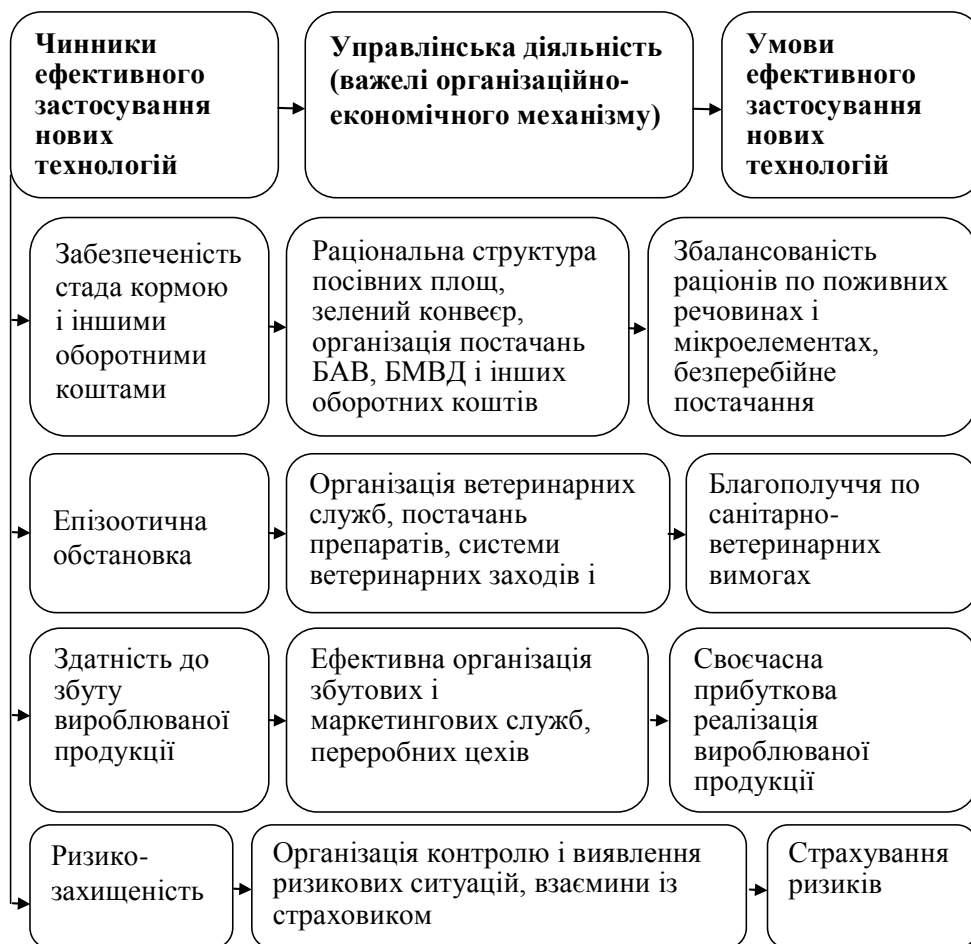 Чинники
ефективного
застосування
нових
технологій
Управлінська діяльність
(важелі організаційно-
економічного механізму)
Умови
ефективного
застосування
нових
технологій
Забезпеченість
стада кормою
і іншими
оборотними
коштами
Раціональна структура
посівних площ,
зелений конвеєр,
організація постачань
БАВ, БМВД і інших
оборотних коштів
Збалансованість
раціонів по поживних
речовинах і
мікроелементах,
безперебійне
постачання
Епізоотична
обстановка
Організація ветеринарних
служб, постачань
препаратів, системи
ветеринарних заходів і
Благополуччя по
санітарно-
ветеринарних
вимогах
Здатність до
збуту
вироблюваної
продукції
Ефективна організація
збутових і
маркетингових служб,
переробних цехів
Своєчасна
прибуткова
реалізація
вироблюваної
продукції
Ризико-
захищеність
Організація контролю і виявлення
ризикових ситуацій, взаємини із
страховиком
Страхування
ризиків